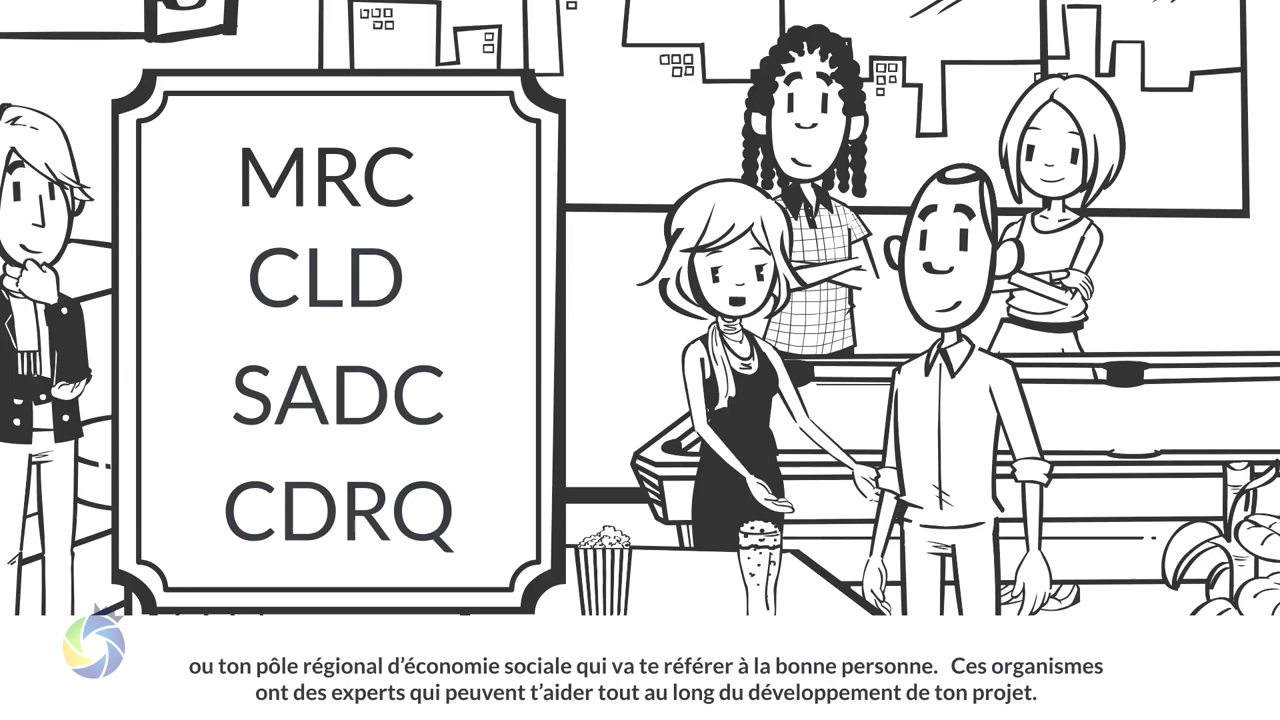 MRC
CLD
SADC
CDRQ
ou ton pôle régional d’économie sociale qui va te référer à la bonne personne. Ces organismes
ont des experts qui peuvent t’aider tout au long du développement de ton projet.